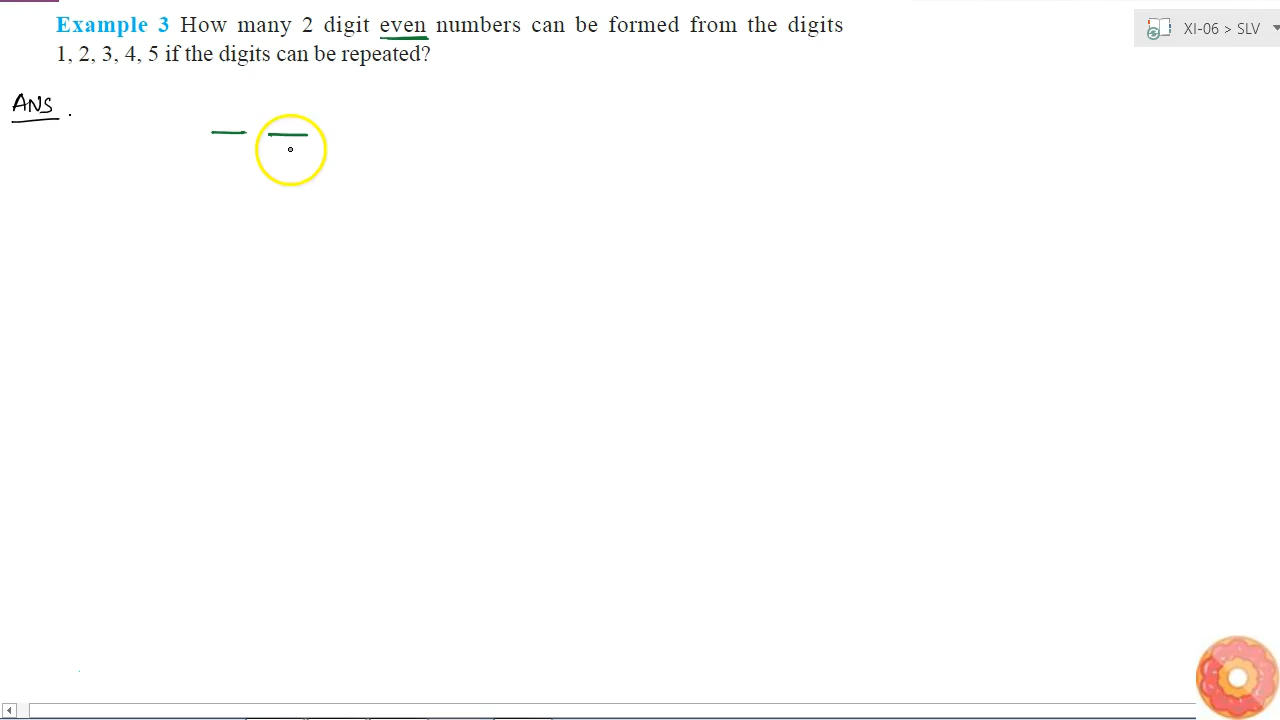 Example 3 How many 2 digit even numbers can be formed from the digits
1, 2, 3, 4, 5 if the digits can be repeated?
XI-06 > SLV
ANS .